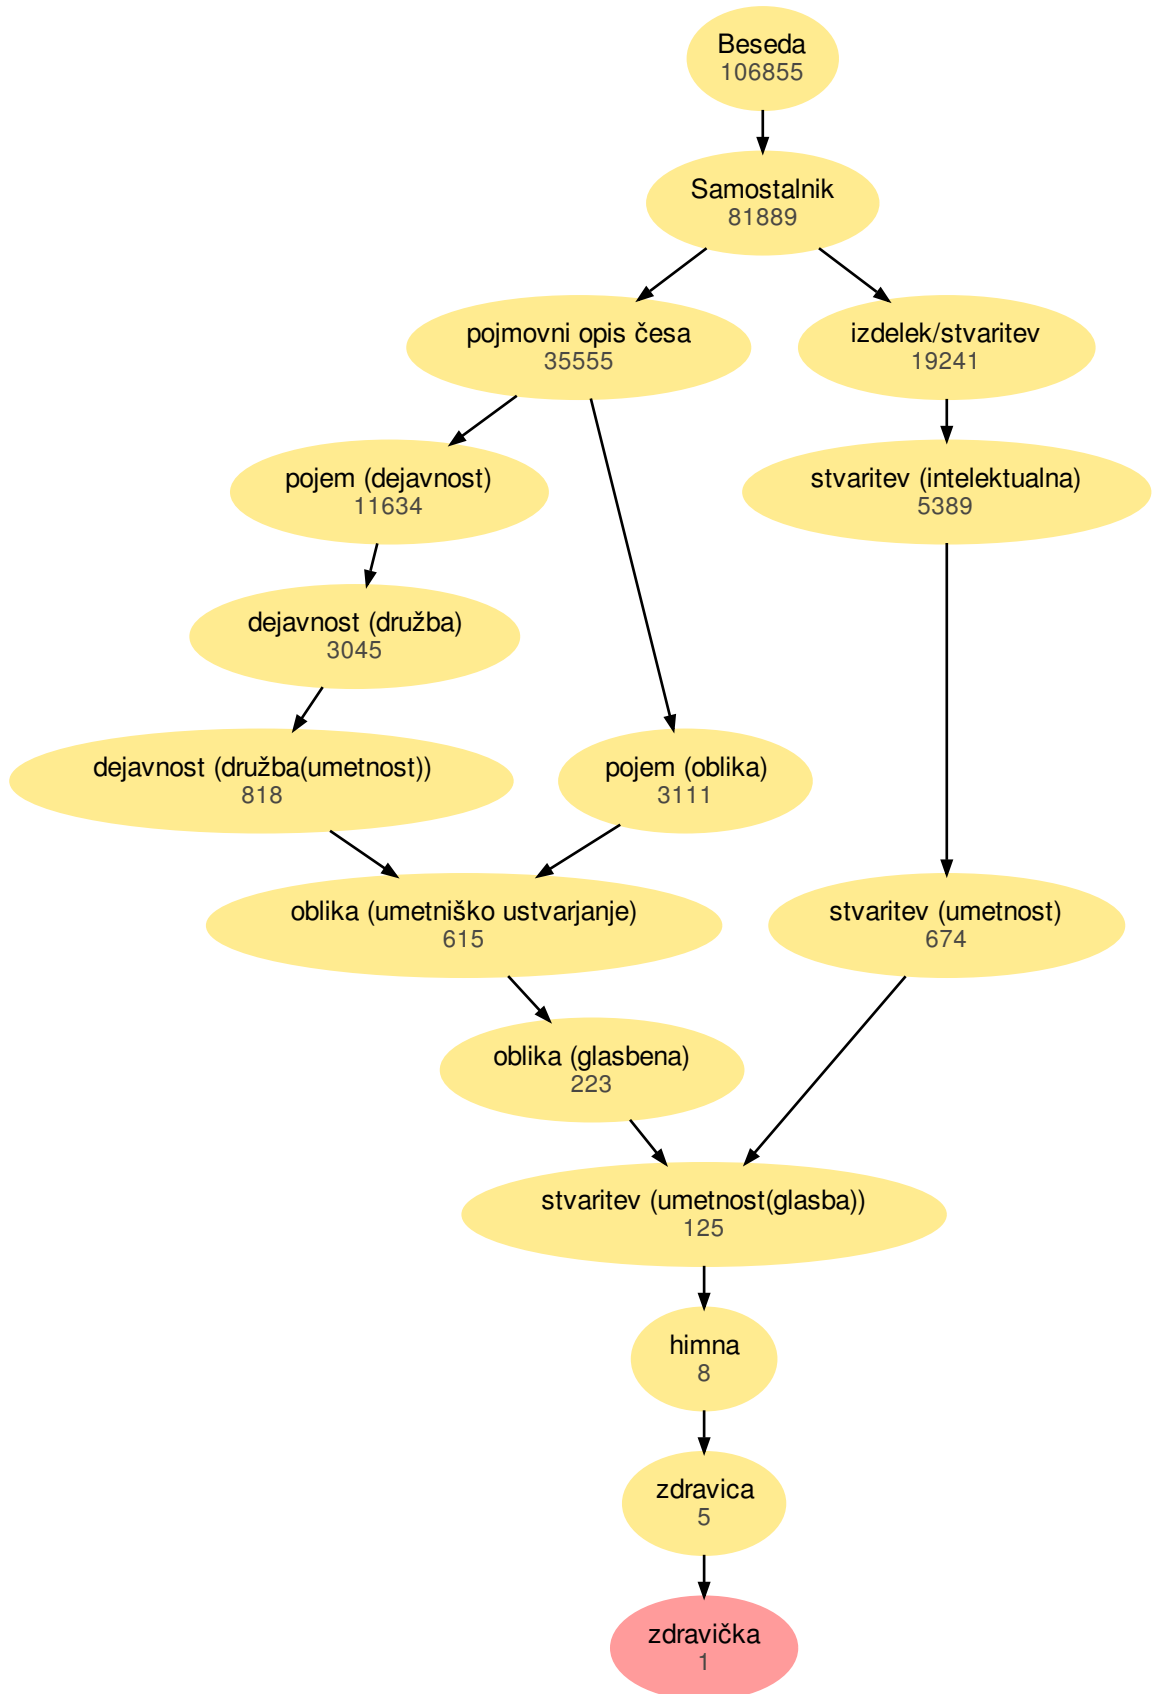 Beseda
106855
Samostalnik
81889
pojmovni opis česa
35555
izdelek/stvaritev
19241
pojem (dejavnost)
11634
stvaritev (intelektualna)
5389
dejavnost (družba)
3045
dejavnost (družba(umetnost))
818
pojem (oblika)
3111
oblika (umetniško ustvarjanje)
615
stvaritev (umetnost)
674
oblika (glasbena)
223
stvaritev (umetnost(glasba))
125
himna
8
zdravica
5
zdravička
1